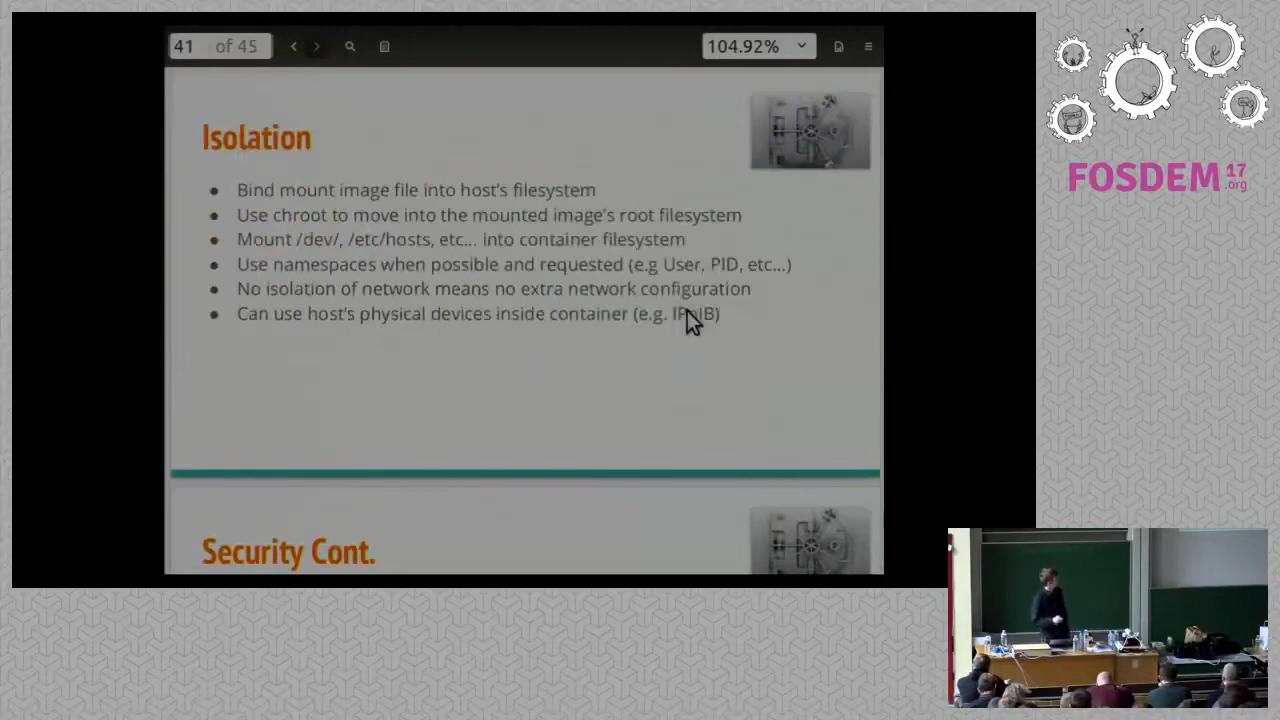 41 of 45
104.92%
Isolation
Bind mount image file into host's filesystem
Use chroot to move into the mounted image's root filesystem
Mount /dev/, /etc/hosts, etc... into container filesystem
Use namespaces when possible and requested (e.g User, PID, etc...)
No isolation of network means no extra network configuration
Can use host's physical devices inside container (e.g. IPoiB)
Security Cont.
FOSDEM 17
.org